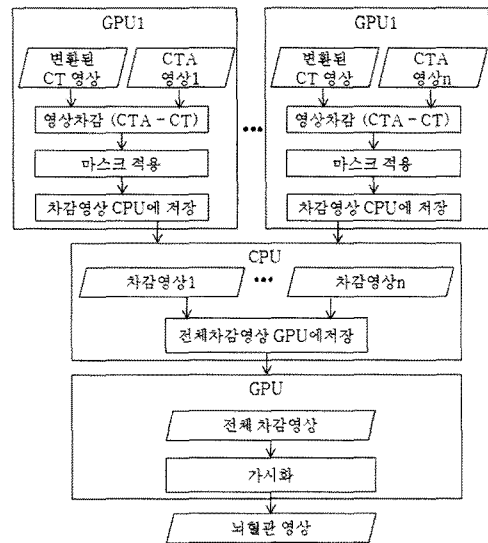 GPU1
변환된
CT 영상
CTA
영상1
영상차감 (CTA - CT)
마스크 적용
차감영상 CPU에 저장
•••
GPU1
변환된
CT 영상
CTA
영상n
영상차감 (CTA - CT)
마스크 적용
차감영상 CPU에 저장
CPU
차감영상1
•••
차감영상n
전체차감영상 GPU에저장
GPU
전체 차감영상
가시화
뇌혈관 영상